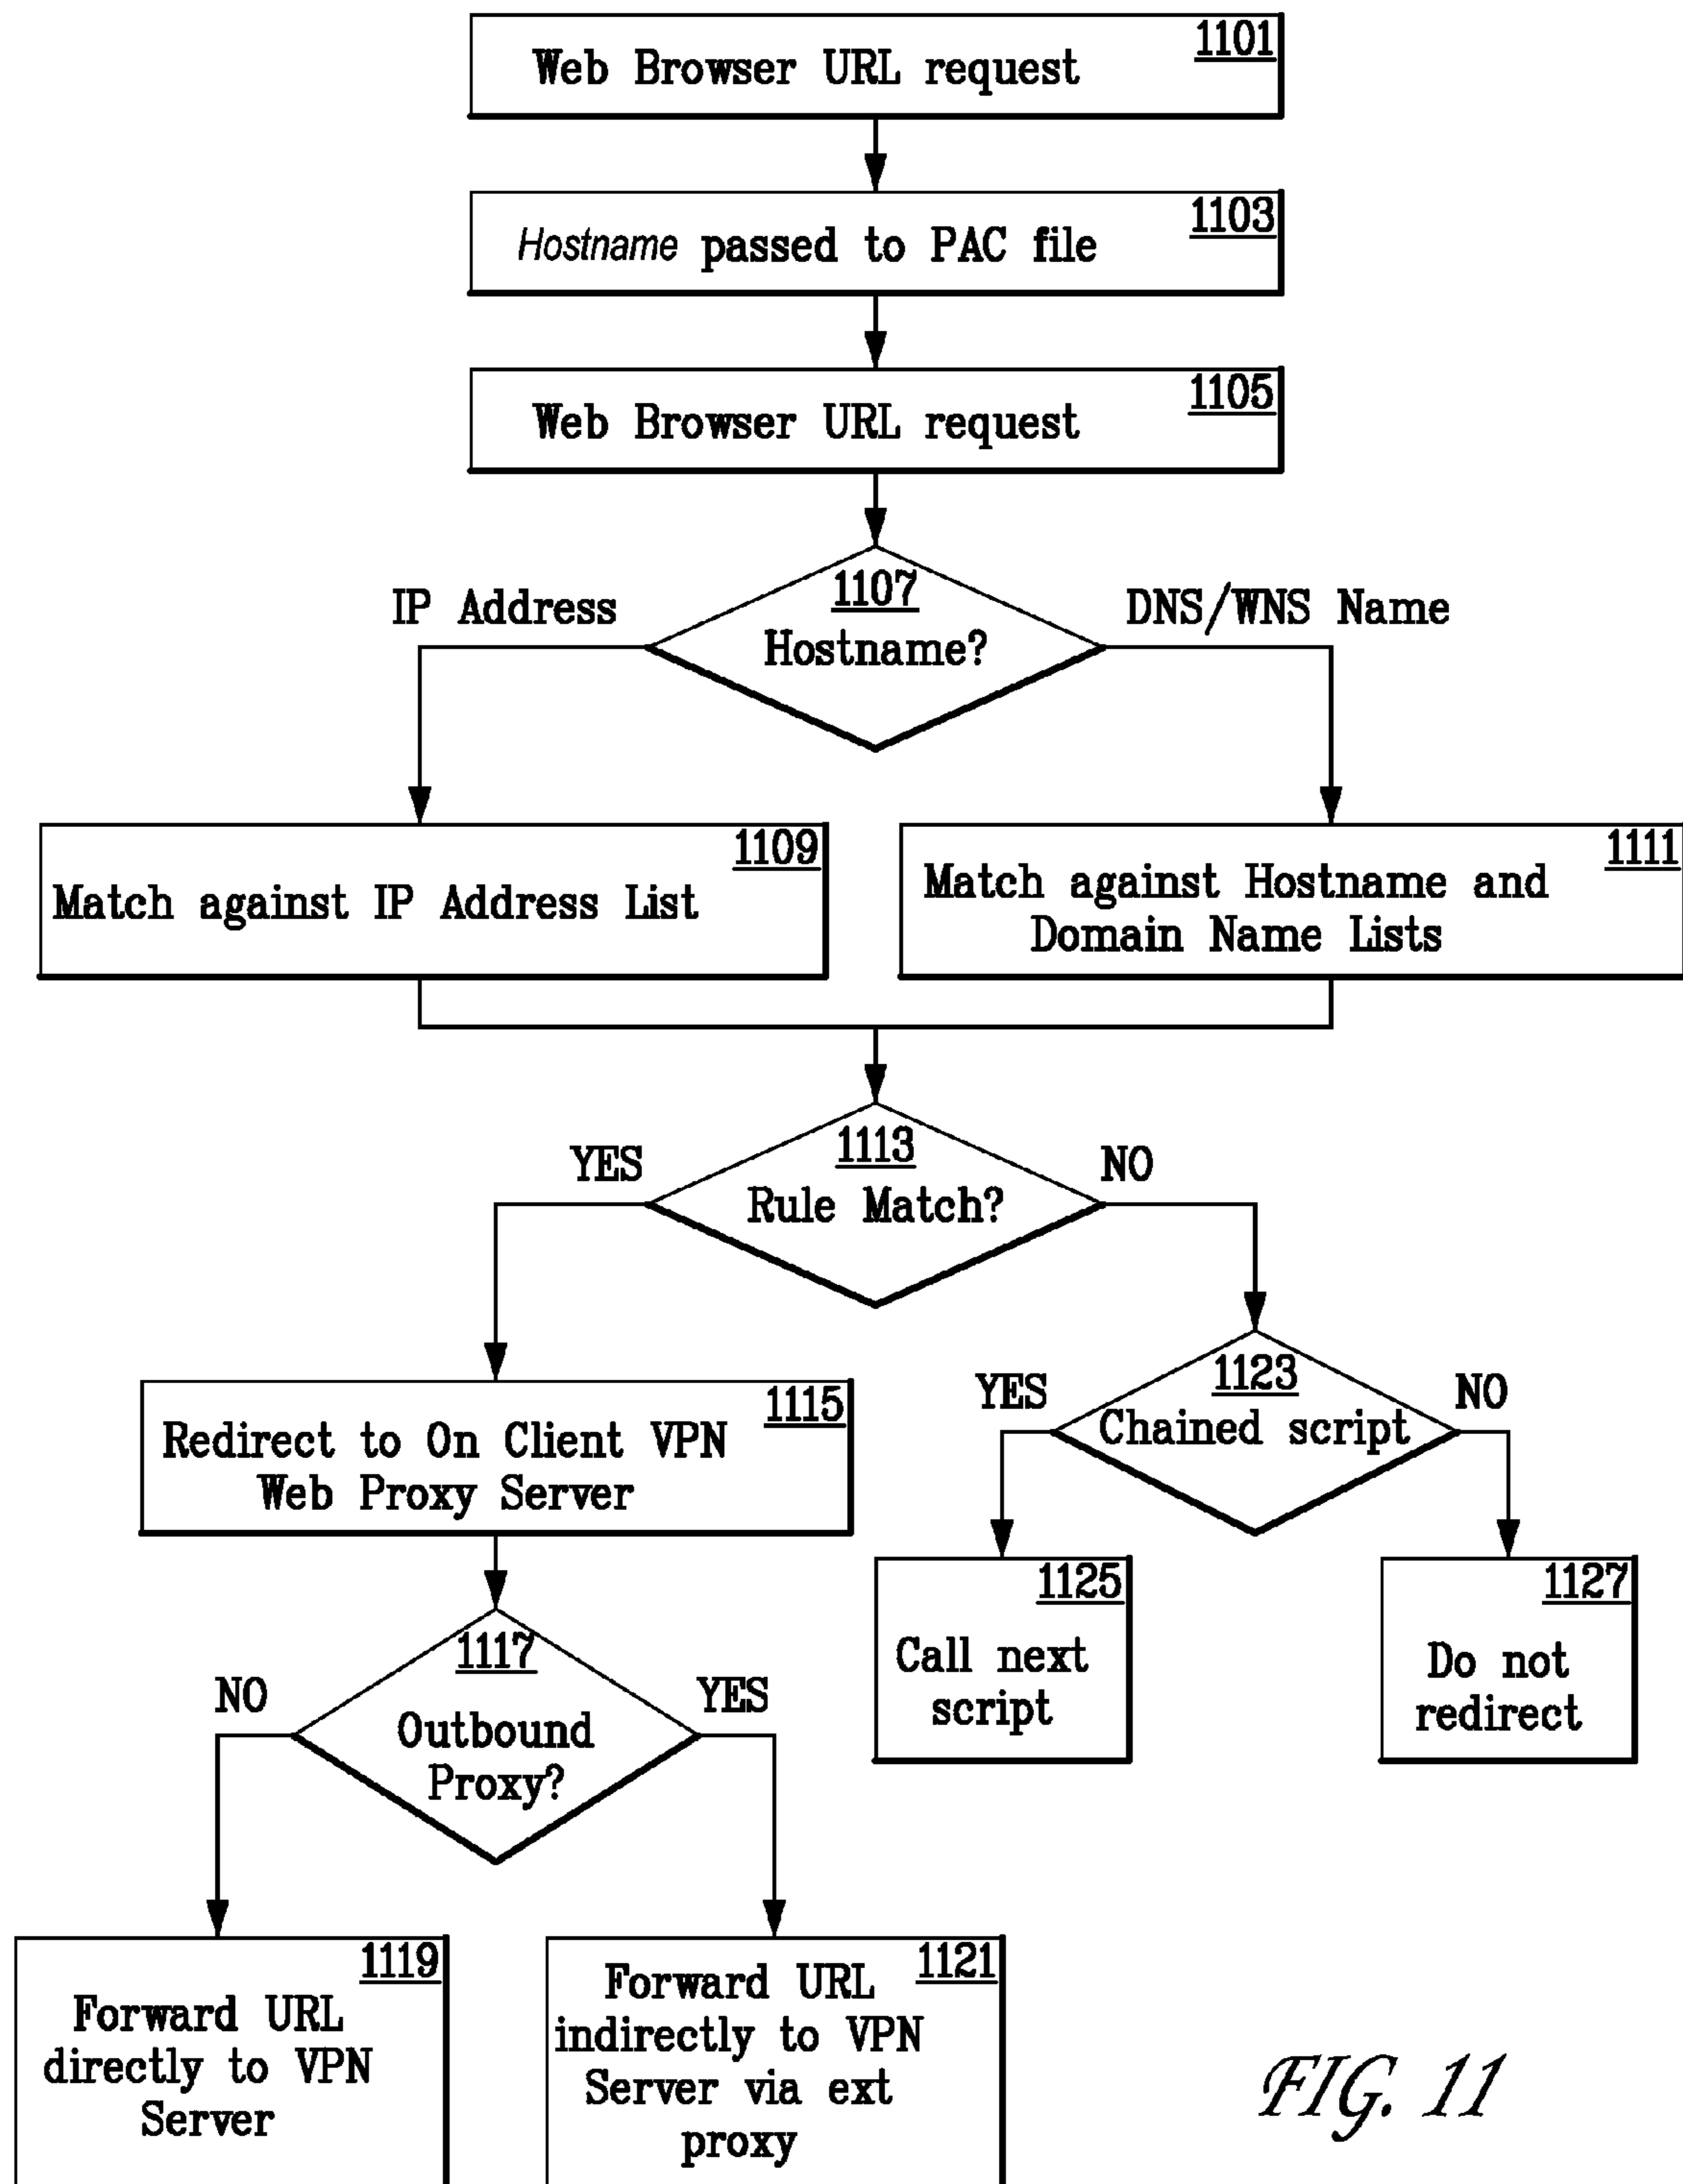 1101
Web Browser URL request
1103
Hostname passed to PAC file
1105
Web Browser URL request
1107
Hostname?
IP Address
DNS/WNS Name
1109
Match against IP Address List
1111
Match against Hostname and
Domain Name Lists
1113
Rule Match?
YES
NO
1115
Redirect to On Client VPN
Web Proxy Server
1123
Chained script
YES
NO
1125
Call next
script
1127
Do not
redirect
1117
Outbound
Proxy?
NO
YES
1119
Forward URL
directly to VPN
Server
1121
Forward URL
indirectly to VPN
Server via ext
proxy
FIG. 11